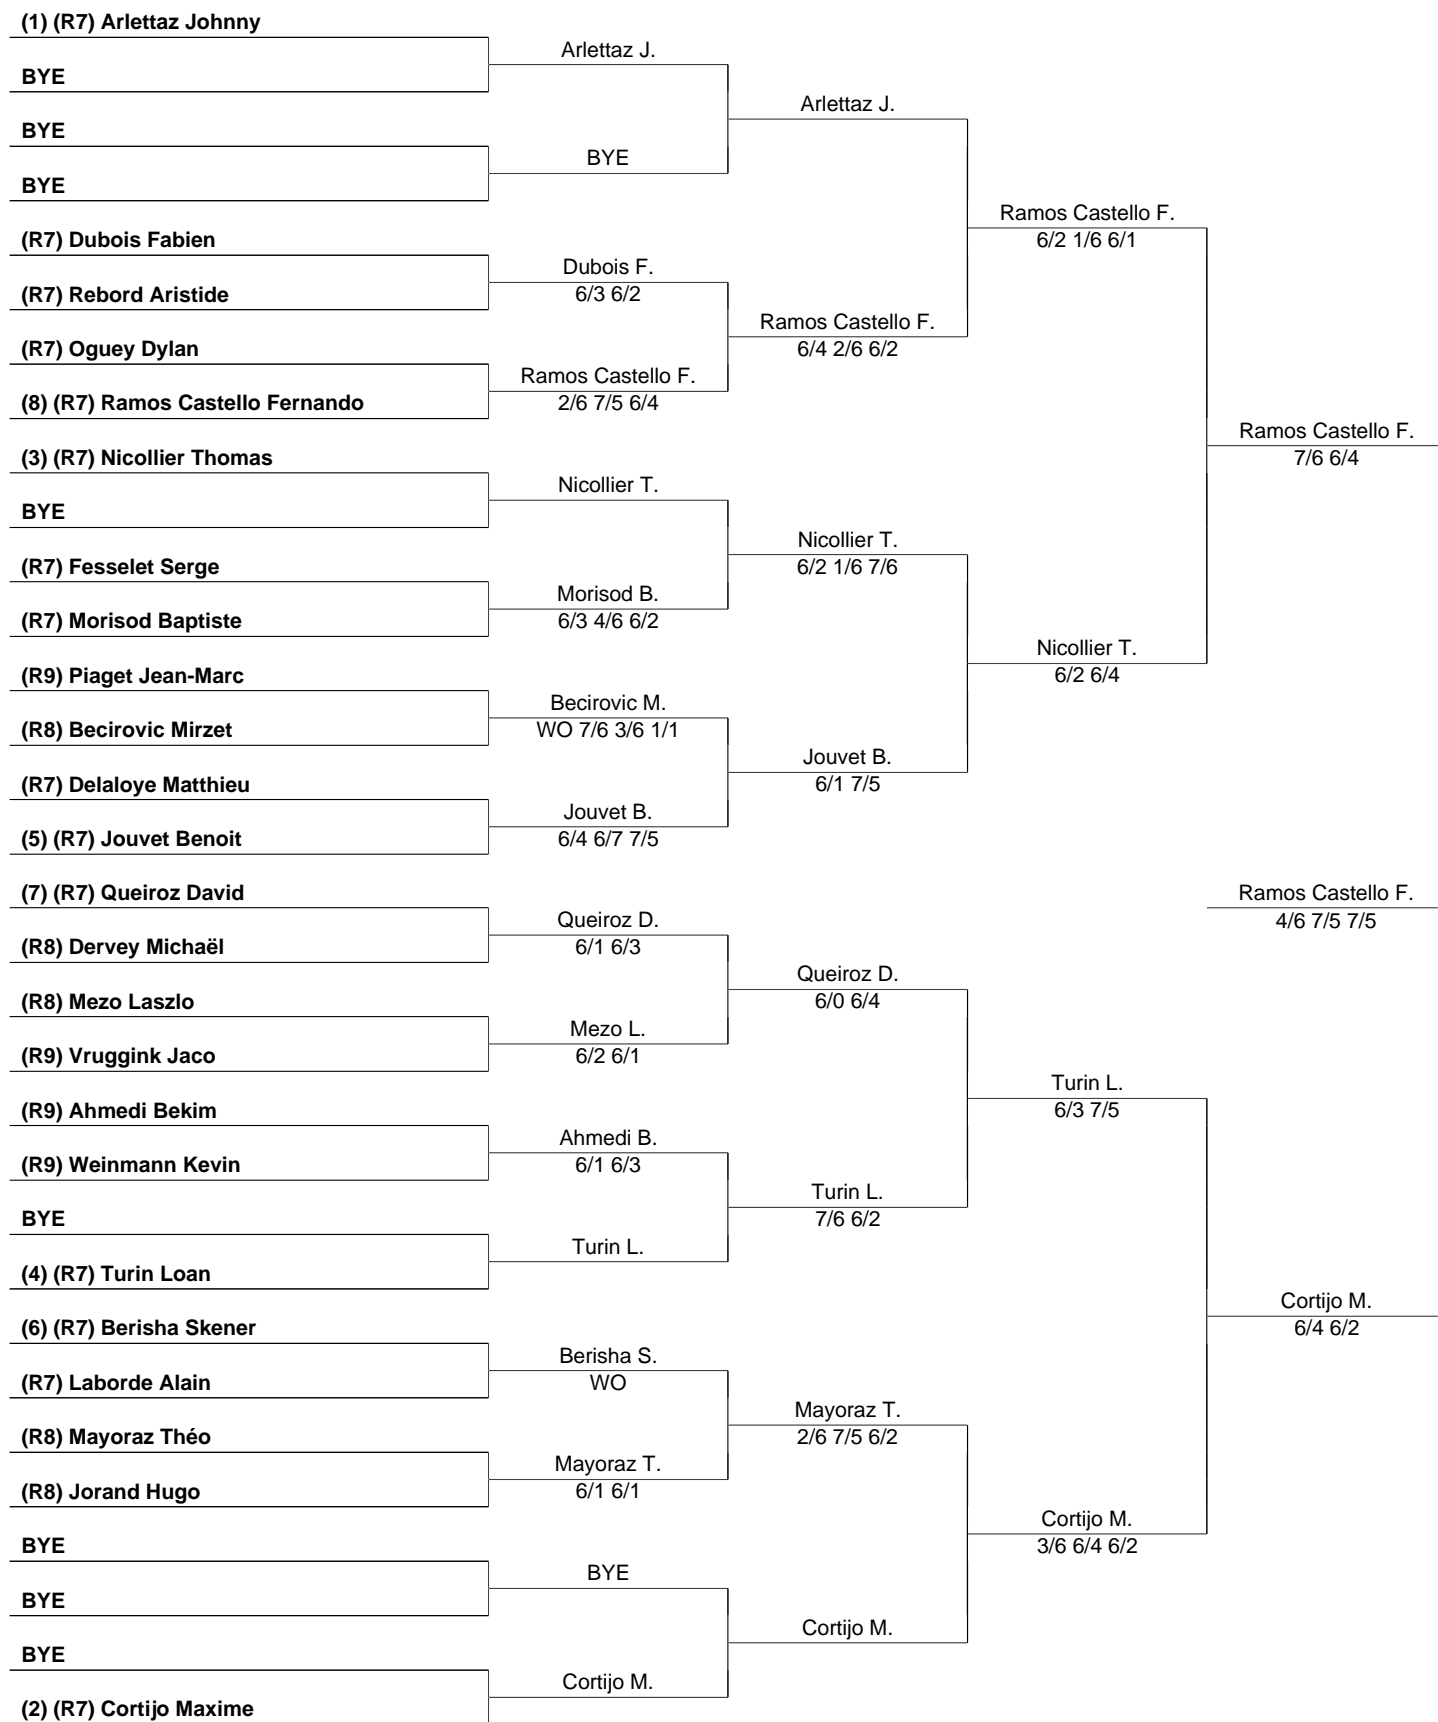 (1) (R7) Arlettaz Johnny
Arlettaz J.
BYE
Arlettaz J.
BYE
BYE
BYE
Ramos Castello F.
(R7) Dubois Fabien
6/2 1/6 6/1
Dubois F.
(R7) Rebord Aristide
6/3 6/2
Ramos Castello F.
(R7) Oguey Dylan
6/4 2/6 6/2
Ramos Castello F.
(8) (R7) Ramos Castello Fernando
2/6 7/5 6/4
Ramos Castello F.
(3) (R7) Nicollier Thomas
7/6 6/4
Nicollier T.
BYE
Nicollier T.
(R7) Fesselet Serge
6/2 1/6 7/6
Morisod B.
(R7) Morisod Baptiste
6/3 4/6 6/2
Nicollier T.
(R9) Piaget Jean-Marc
6/2 6/4
Becirovic M.
(R8) Becirovic Mirzet
WO 7/6 3/6 1/1
Jouvet B.
(R7) Delaloye Matthieu
6/1 7/5
Jouvet B.
(5) (R7) Jouvet Benoit
6/4 6/7 7/5
(7) (R7) Queiroz David
Ramos Castello F.
Queiroz D.
4/6 7/5 7/5
(R8) Dervey Michaël
6/1 6/3
Queiroz D.
(R8) Mezo Laszlo
6/0 6/4
Mezo L.
(R9) Vruggink Jaco
6/2 6/1
Turin L.
(R9) Ahmedi Bekim
6/3 7/5
Ahmedi B.
(R9) Weinmann Kevin
6/1 6/3
Turin L.
BYE
7/6 6/2
Turin L.
(4) (R7) Turin Loan
Cortijo M.
(6) (R7) Berisha Skener
6/4 6/2
Berisha S.
(R7) Laborde Alain
WO
Mayoraz T.
(R8) Mayoraz Théo
2/6 7/5 6/2
Mayoraz T.
(R8) Jorand Hugo
6/1 6/1
Cortijo M.
BYE
3/6 6/4 6/2
BYE
BYE
Cortijo M.
BYE
Cortijo M.
(2) (R7) Cortijo Maxime